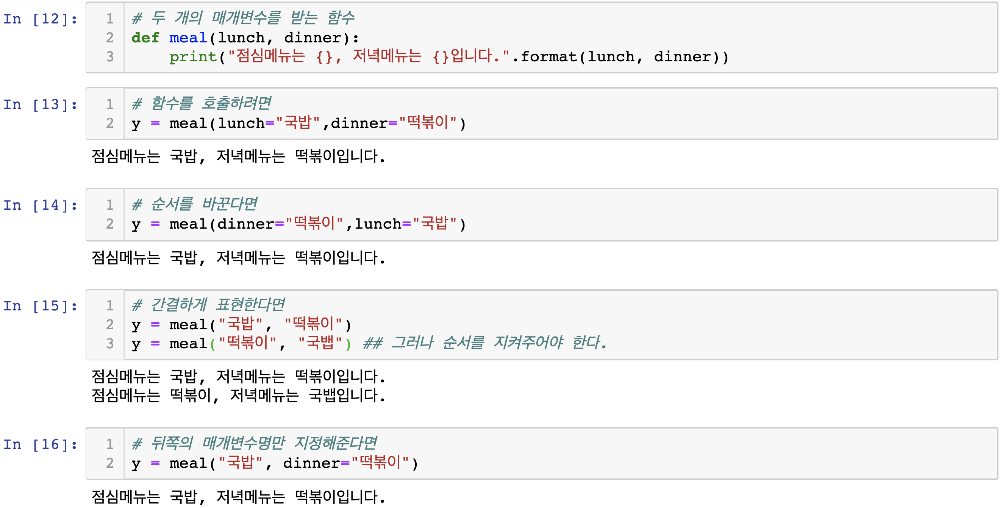 In [12]:
1 # 두 개의 매개변수를 받는 함수
2 def meal(lunch, dinner):
3     print("점심메뉴는 {}, 저녁메뉴는 {}입니다.".format(lunch, dinner))
In [13]:
1 # 함수를 호출하려면
2 y = meal(lunch="국밥",dinner="떡볶이")
점심메뉴는 국밥, 저녁메뉴는 떡볶이입니다.
In [14]:
1 # 순서를 바꾼다면
2 y = meal(dinner="떡볶이",lunch="국밥")
점심메뉴는 국밥, 저녁메뉴는 떡볶이입니다.
In [15]:
1 # 간결하게 표현한다면
2 y = meal("국밥", "떡볶이")
3 y = meal("떡볶이", "국뱁") ## 그러나 순서를 지켜주어야 한다.
점심메뉴는 국밥, 저녁메뉴는 떡볶이입니다.
점심메뉴는 떡볶이, 저녁메뉴는 국뱁입니다.
In [16]:
1 # 뒤쪽의 매개변수명만 지정해준다면
2 y = meal("국밥", dinner="떡볶이")
점심메뉴는 국밥, 저녁메뉴는 떡볶이입니다.